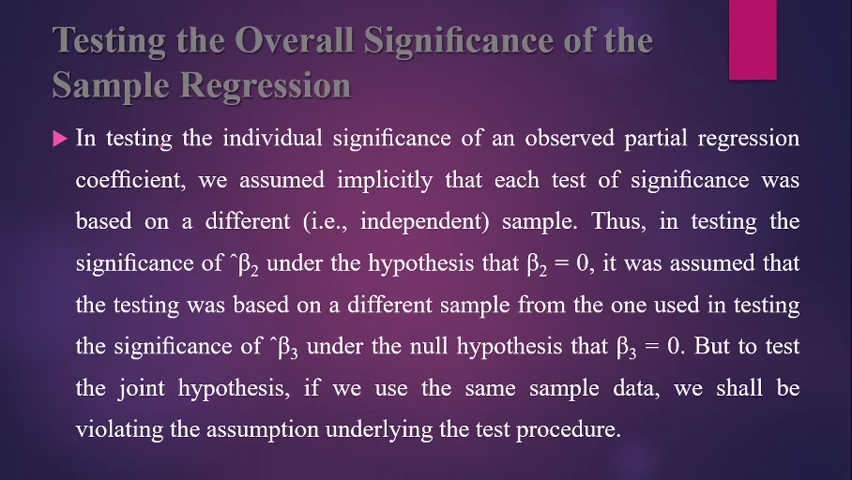 Testing the Overall Significance of the
Sample Regression
In testing the individual significance of an observed partial regression
coefficient, we assumed implicitly that each test of significance was
based on a different (i.e., independent) sample. Thus, in testing the
significance of ˆβ₂ under the hypothesis that β₂ = 0, it was assumed that
the testing was based on a different sample from the one used in testing
the significance of ˆβ₃ under the null hypothesis that β₃ = 0. But to test
the joint hypothesis, if we use the same sample data, we shall be
violating the assumption underlying the test procedure.